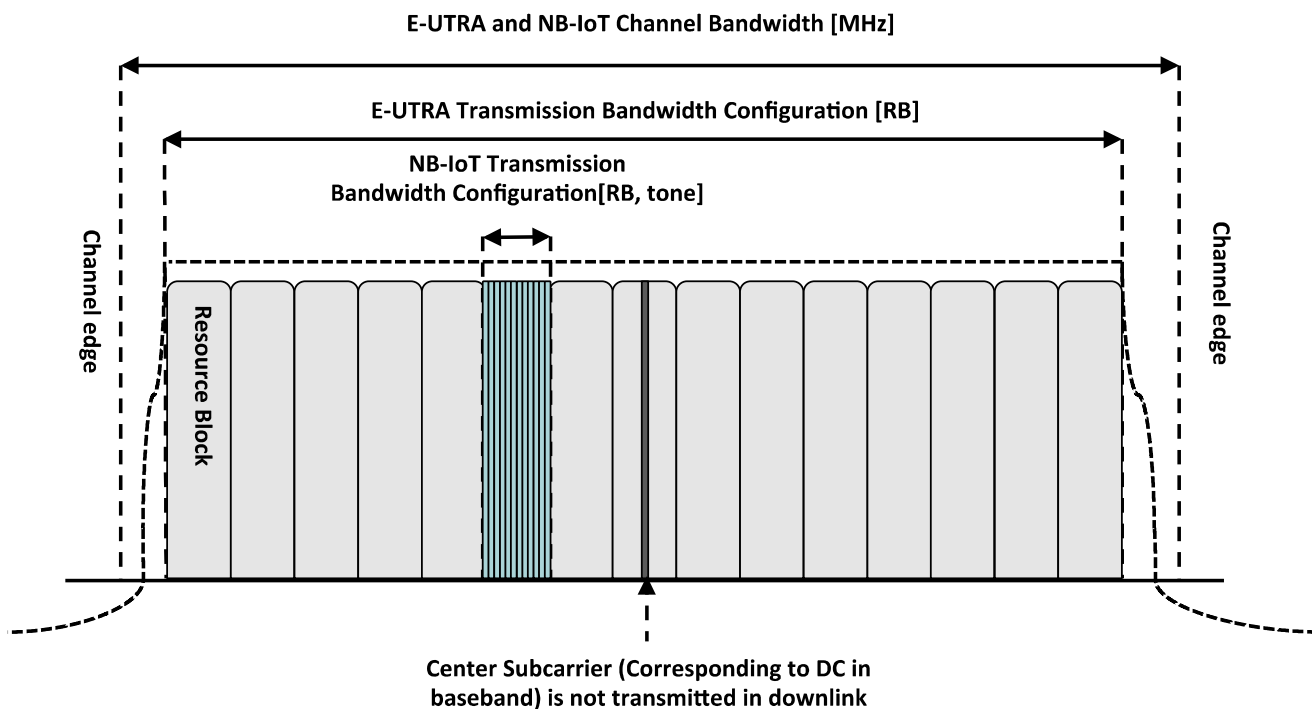 E-UTRA and NB-IoT Channel Bandwidth [MHz]
E-UTRA Transmission Bandwidth Configuration [RB]
NB-IoT Transmission
Bandwidth Configuration[RB, tone]
Channel edge
Channel edge
Resource Block
Center Subcarrier (Corresponding to DC in
baseband) is not transmitted in downlink